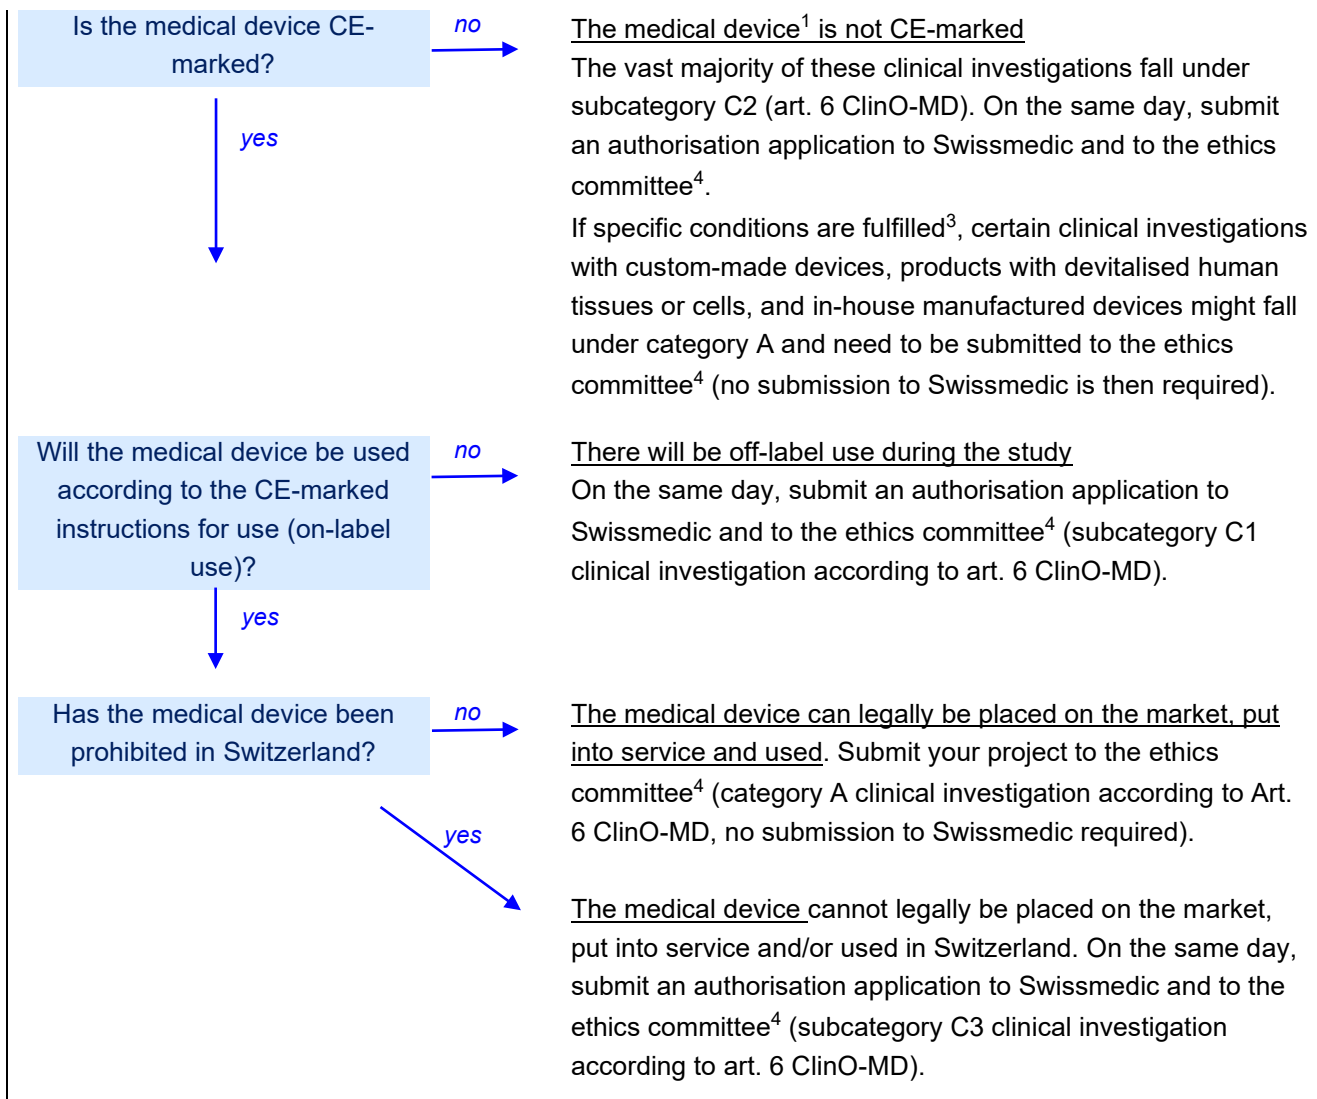 Is the medical device CE-
marked?
no
yes
The medical device1 is not CE-marked
The vast majority of these clinical investigations fall under
subcategory C2 (art. 6 ClinO-MD). On the same day, submit
an authorisation application to Swissmedic and to the ethics
committee4.
If specific conditions are fulfilled3, certain clinical investigations
with custom-made devices, products with devitalised human
tissues or cells, and in-house manufactured devices might fall
under category A and need to be submitted to the ethics
committee4 (no submission to Swissmedic is then required).
Will the medical device be used
according to the CE-marked
instructions for use (on-label
use)?
no
yes
There will be off-label use during the study
On the same day, submit an authorisation application to
Swissmedic and to the ethics committee4 (subcategory C1
clinical investigation according to art. 6 ClinO-MD).
Has the medical device been
prohibited in Switzerland?
no
yes
The medical device can legally be placed on the market, put
into service and used. Submit your project to the ethics
committee4 (category A clinical investigation according to Art.
6 ClinO-MD, no submission to Swissmedic required).
The medical device cannot legally be placed on the market,
put into service and/or used in Switzerland. On the same day,
submit an authorisation application to Swissmedic and to the
ethics committee4 (subcategory C3 clinical investigation
according to art. 6 ClinO-MD).